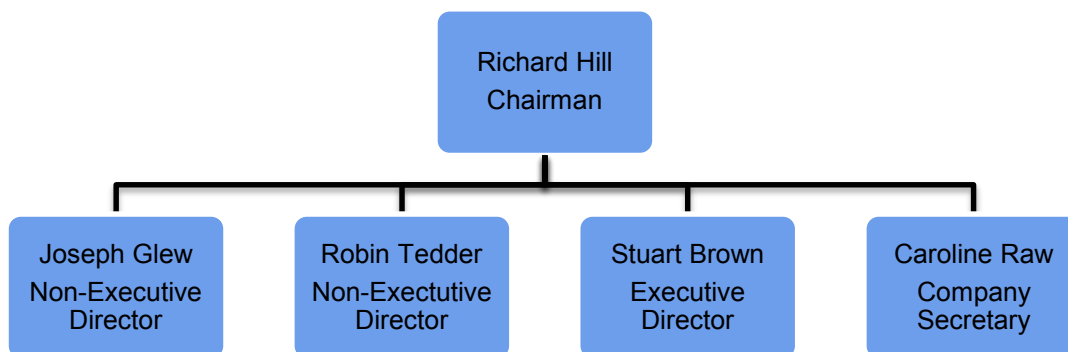 Richard Hill
Chairman
Joseph Glew
Non-Executive
Director
Robin Tedder
Non-Exectutive
Director
Stuart Brown
Executive
Director
Caroline Raw
Company
Secretary